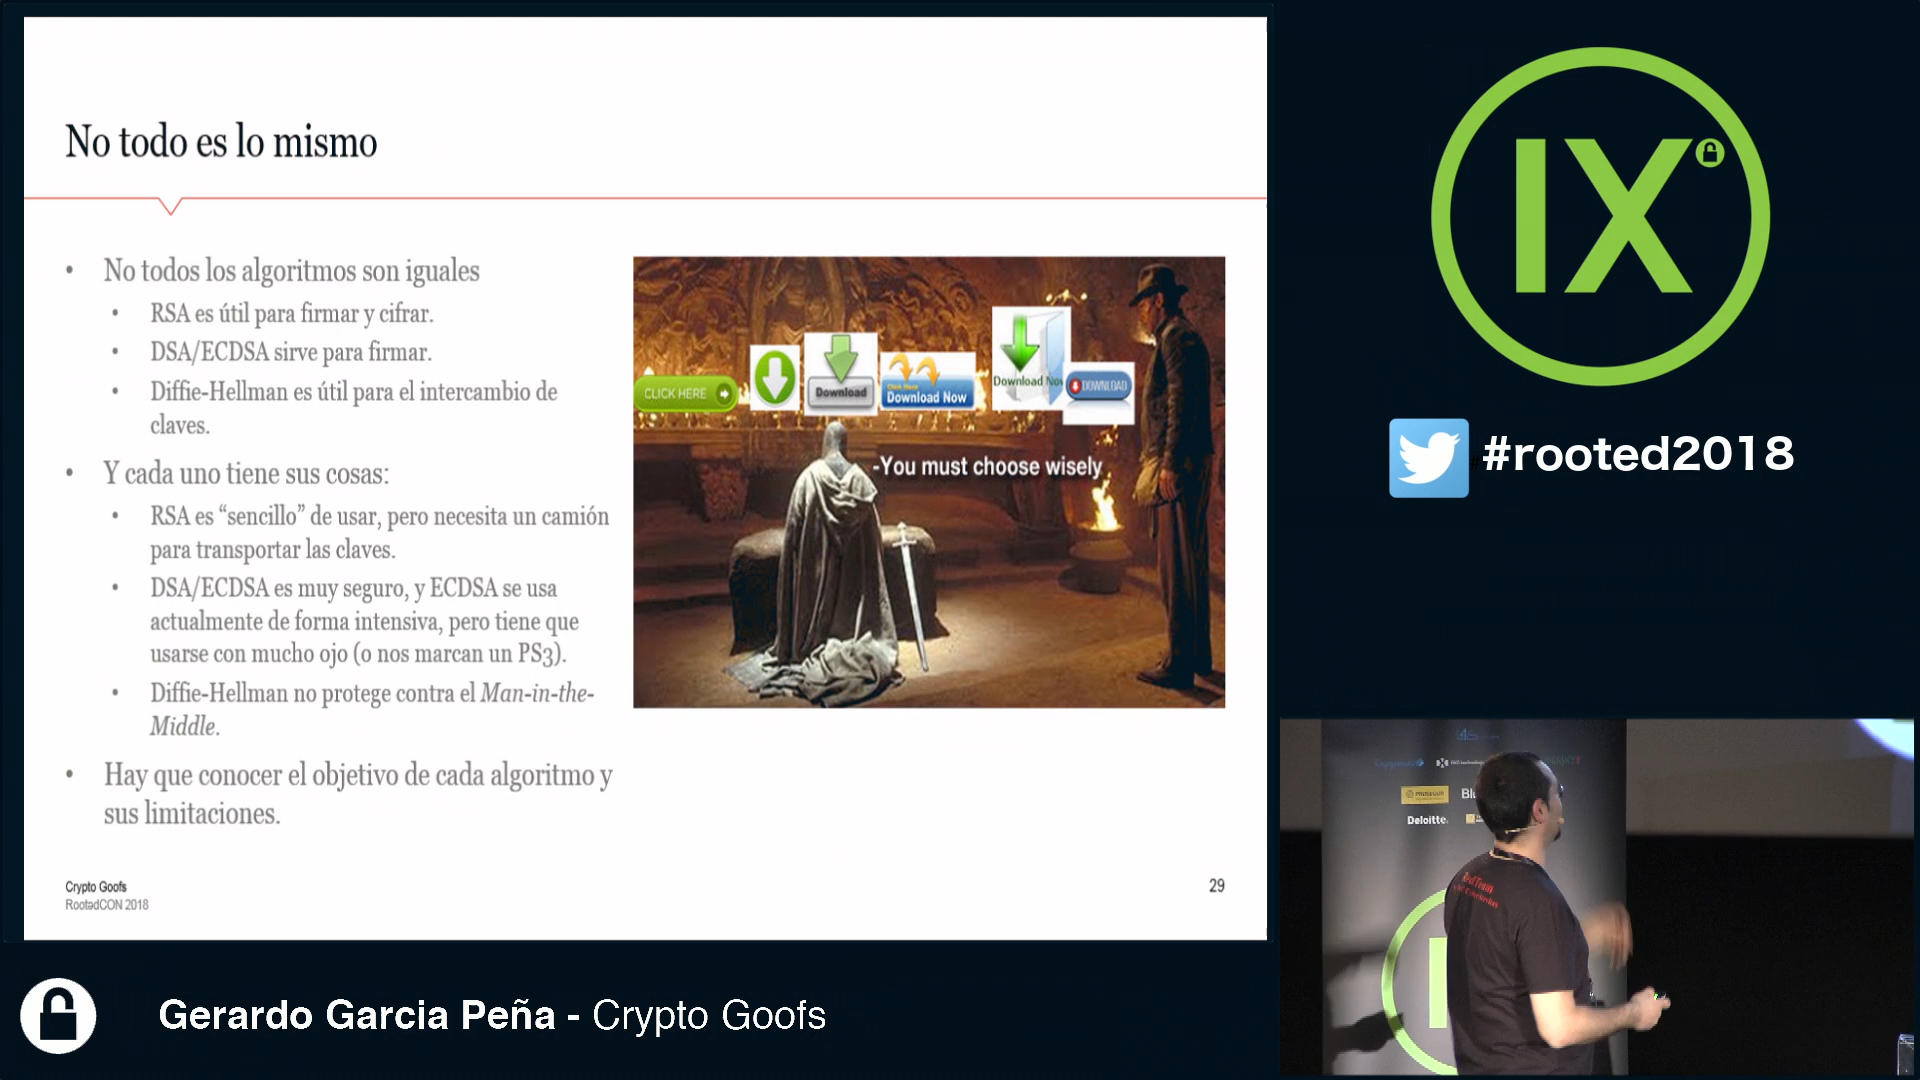 No todo es lo mismo
• No todos los algoritmos son iguales
• RSA es útil para firmar y cifrar.
• DSA/ECDSA sirve para firmar.
• Diffie-Hellman es útil para el intercambio de
claves.
• Y cada uno tiene sus cosas:
• RSA es “sencillo” de usar, pero necesita un camión
para transportar las claves.
• DSA/ECDSA es muy seguro, y ECDSA se usa
actualmente de forma intensiva, pero tiene que
usarse con mucho ojo (o nos marcan un PS3).
• Diffie-Hellman no protege contra el Man-in-the-
Middle.
• Hay que conocer el objetivo de cada algoritmo y
sus limitaciones.
CLICK HERE
Download
Click Here
Download Now
Download Now
DOWNLOAD
-You must choose wisely
Crypto Goofs
RootedCON 2018
29
IX
#rooted2018
PROSEGUR
Deloitte.
Red Team
Gerardo Garcia Peña - Crypto Goofs